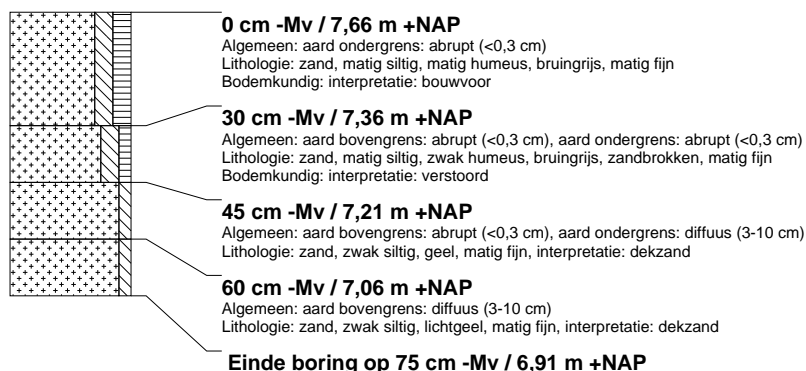 0 cm -Mv / 7,66 m +NAP
Algemeen: aard ondergrens: abrupt (<0,3 cm)
Lithologie: zand, matig siltig, matig humeus, bruingrijs, matig fijn
Bodemkundig: interpretatie: bouwvoor
30 cm -Mv / 7,36 m +NAP
Algemeen: aard bovengrens: abrupt (<0,3 cm), aard ondergrens: abrupt (<0,3 cm)
Lithologie: zand, matig siltig, zwak humeus, bruingrijs, zandbrokken, matig fijn
Bodemkundig: interpretatie: verstoord
45 cm -Mv / 7,21 m +NAP
Algemeen: aard bovengrens: abrupt (<0,3 cm), aard ondergrens: diffuus (3-10 cm)
Lithologie: zand, zwak siltig, geel, matig fijn, interpretatie: dekzand
60 cm -Mv / 7,06 m +NAP
Algemeen: aard bovengrens: diffuus (3-10 cm)
Lithologie: zand, zwak siltig, lichtgeel, matig fijn, interpretatie: dekzand
Einde boring op 75 cm -Mv / 6,91 m +NAP